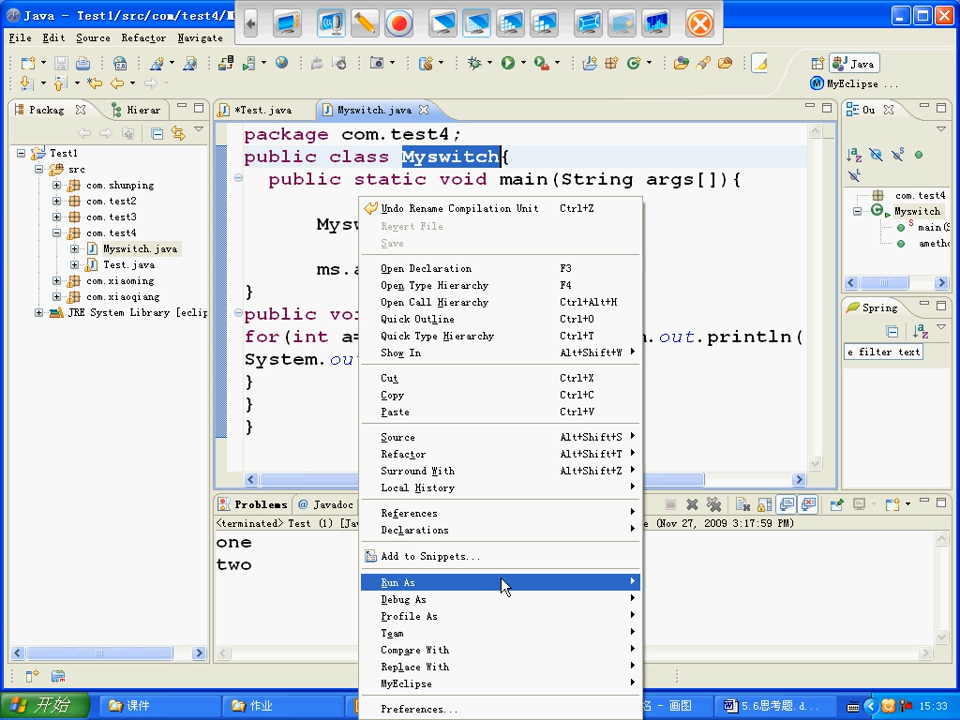 Java - Test1/src/com/test4/M
File Edit Source Refactor Navigate
Java
MyEclipse ...
Packag
Hierar
*Test.java
Myswitch.java
Ou
Test1
src
com.shunping
com.test2
com.test3
com.test4
Myswitch.java
Test.java
com.xiaoming
com.xiaoqiang
JRE System Library [eclip
package com.test4;
public class Myswitch{
public static void main(String args[]){
Mysw
ms.a
}
public voi
for(int a= n.out.println(
System.ou
}
}
}
Undo Rename Compilation Unit Ctrl+Z
Revert File
Save
Open Declaration F3
Open Type Hierarchy F4
Open Call Hierarchy Ctrl+Alt+H
Quick Outline Ctrl+O
Quick Type Hierarchy Ctrl+T
Show In Alt+Shift+W
Cut Ctrl+X
Copy Ctrl+C
Paste Ctrl+V
Source Alt+Shift+S
Refactor Alt+Shift+T
Surround With Alt+Shift+Z
Local History
References
Declarations
Add to Snippets...
Run As
Debug As
Profile As
Team
Compare With
Replace With
MyEclipse
Preferences...
com.test4
Myswitch
main(S
ametho
Spring
e filter text
Problems
@ Javadoc
<terminated> Test (1) [Jav
e (Nov 27, 2009 3:17:59 PM)
one
two
开始
课件
作业
名 - 画图
5.6思考题.d...
15:33